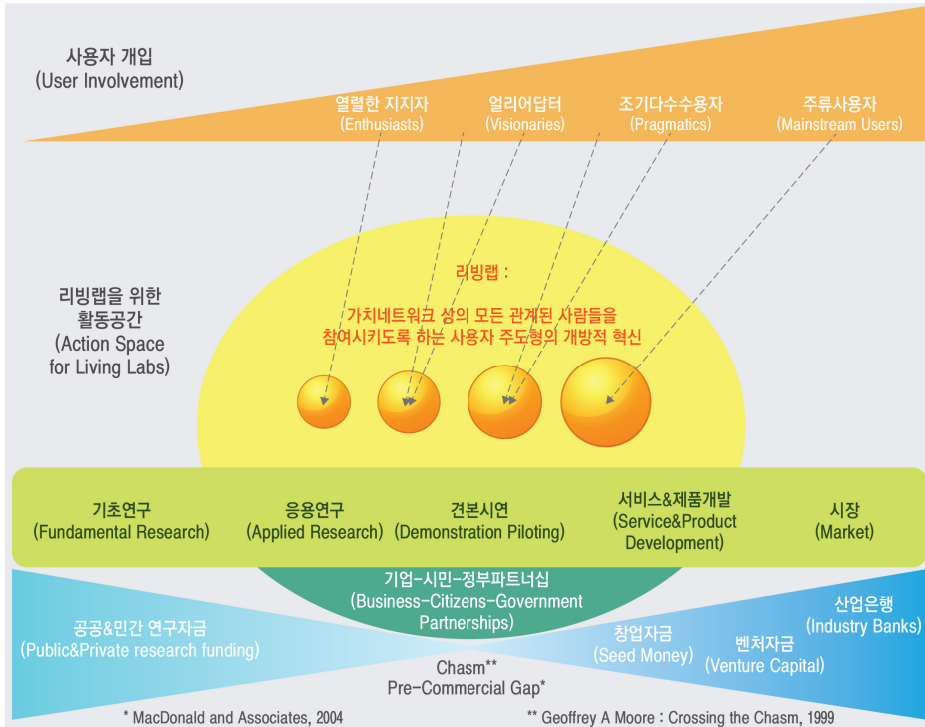 사용자 개입
(User Involvement)
열렬한 지지자
(Enthusiasts)
얼리어답터
(Visionaries)
조기다수수용자
(Pragmatics)
주류사용자
(Mainstream Users)
리빙랩을 위한
활동공간
(Action Space
for Living Labs)
리빙랩 :
가치네트워크 상의 모든 관계된 사람들을
참여시키도록 하는 사용자 주도형의 개방적 혁신
기초연구
(Fundamental Research)
응용연구
(Applied Research)
견본시연
(Demonstration Piloting)
서비스&제품개발
(Service&Product
Development)
시장
(Market)
기업-시민-정부파트너십
(Business-Citizens-Government
Partnerships)
공공&민간 연구자금
(Public&Private research funding)
창업자금
(Seed Money)
벤처자금
(Venture Capital)
산업은행
(Industry Banks)
Chasm**
Pre-Commercial Gap*
* MacDonald and Associates, 2004
** Geoffrey A Moore : Crossing the Chasm, 1999